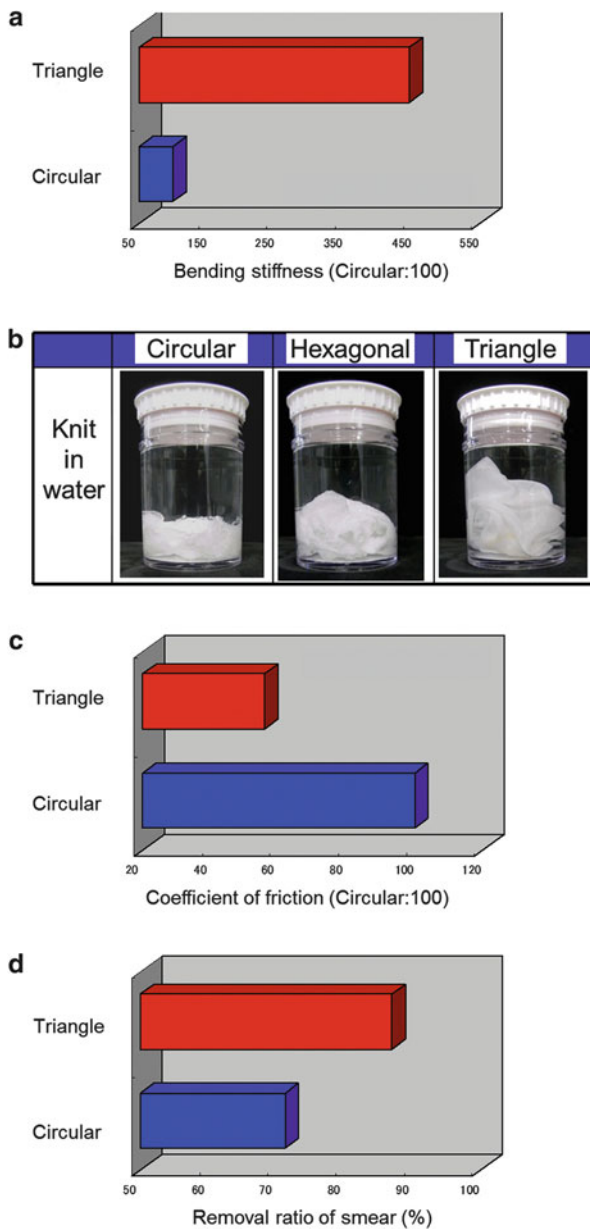 a
Triangle
Circular
50 150 250 350 450 550
Bending stiffness (Circular:100)
b
Circular Hexagonal Triangle
Knit
in
water
c
Triangle
Circular
20 40 60 80 100 120
Coefficient of friction (Circular:100)
d
Triangle
Circular
50 60 70 80 90 100
Removal ratio of smear (%)